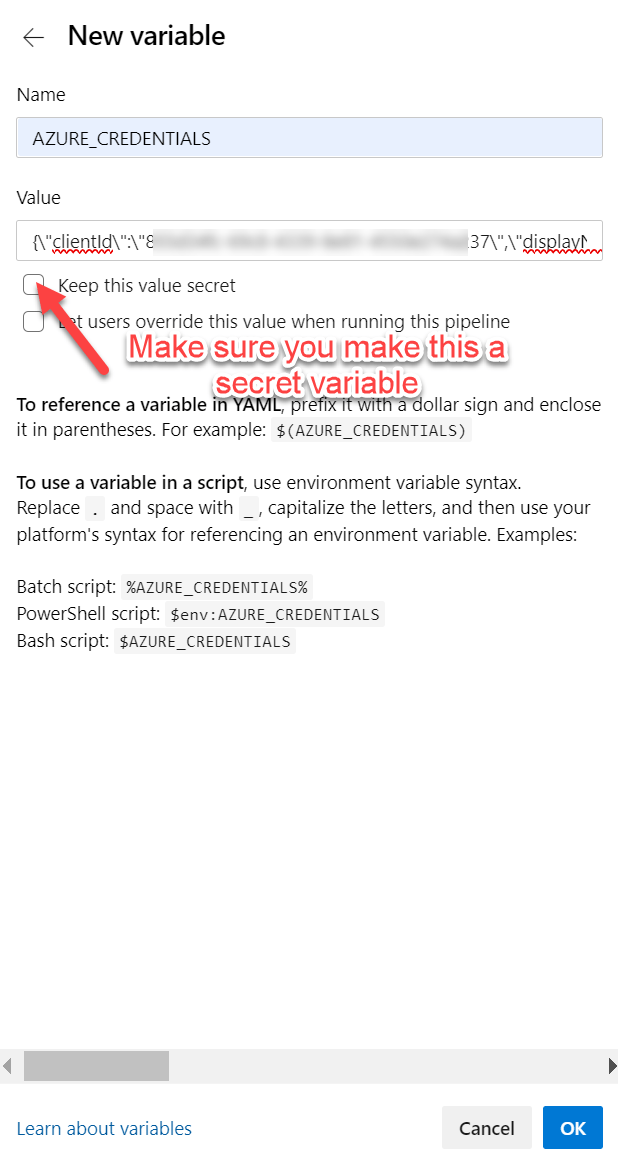 New variable
Name
AZURE_CREDENTIALS
Value
{\"clientId\":\"8 37\",\"displayN
Keep this value secret
Let users override this value when running this pipeline
Make sure you make this a
secret variable
To reference a variable in YAML, prefix it with a dollar sign and enclose
it in parentheses. For example: $(AZURE_CREDENTIALS)
To use a variable in a script, use environment variable syntax.
Replace . and space with _, capitalize the letters, and then use your
platform's syntax for referencing an environment variable. Examples:
Batch script: %AZURE_CREDENTIALS%
PowerShell script: $env:AZURE_CREDENTIALS
Bash script: $AZURE_CREDENTIALS
Learn about variables
Cancel
OK